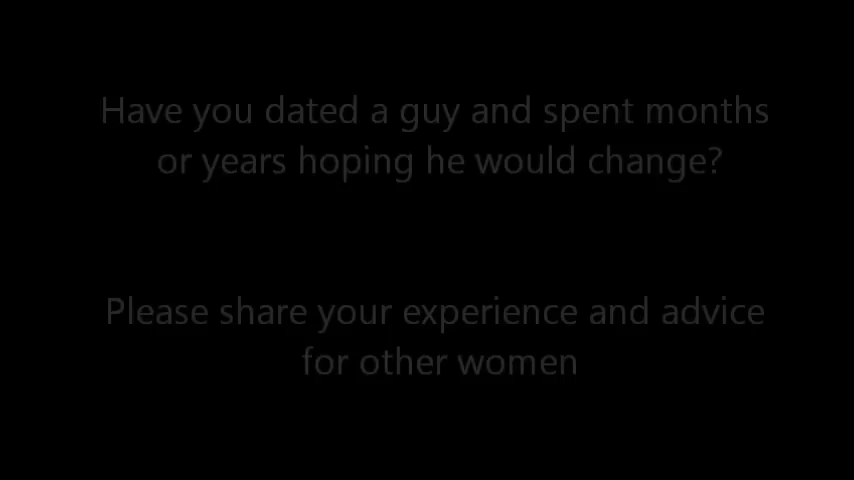 Have you dated a guy and spent months
or years hoping he would change?
Please share your experience and advice
for other women